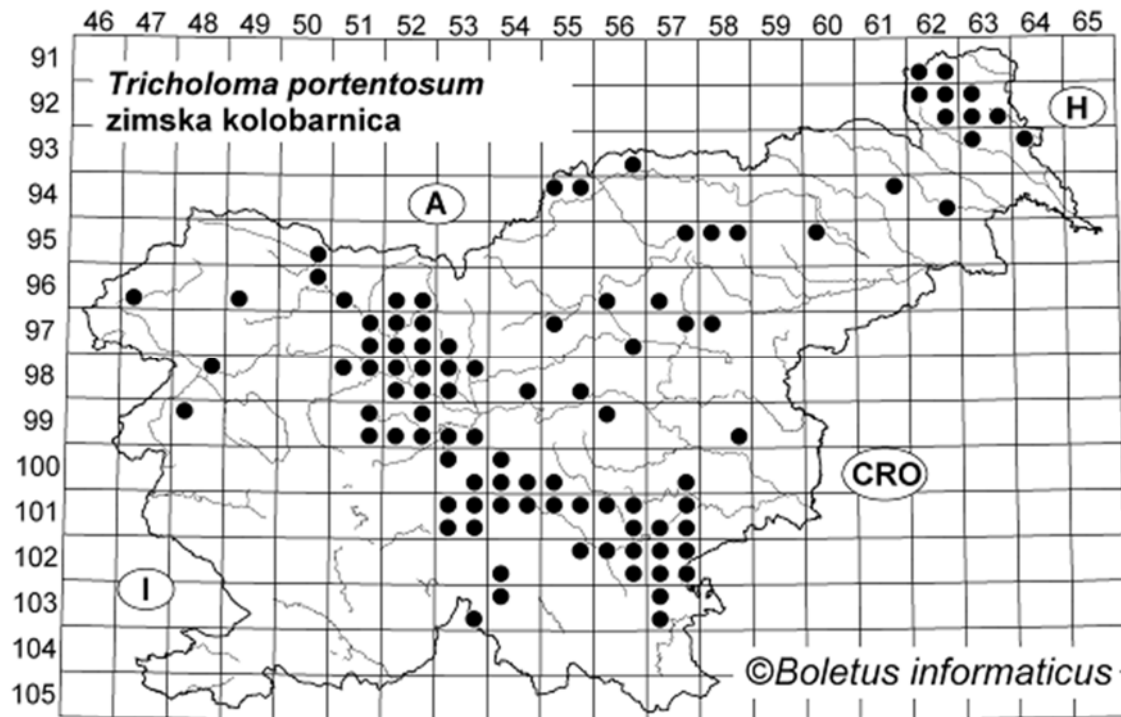 46 47 48 49 50 51 52 53 54 55 56 57 58 59 60 61 62 63 64 65
91
Tricholoma portentosum
92
H
zimska kolobarnica
93
94
A
95
96
97
98
99
100
CRO
101
102
I
103
104
©Boletus informaticus
105